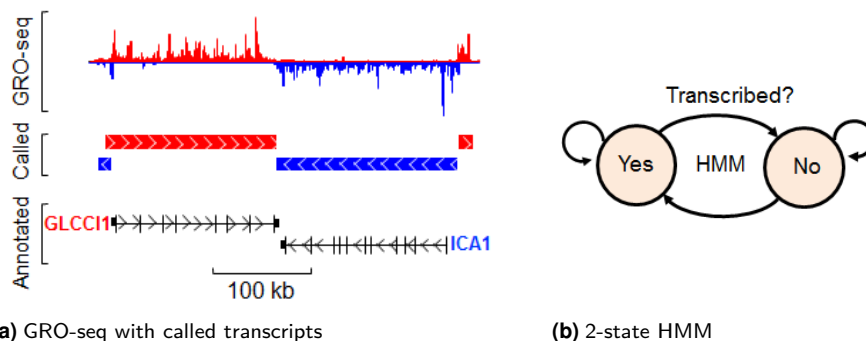 GRO-seq
Called
Annotated
GLCCI1
ICA1
100 kb
Transcribed?
Yes
HMM
No
a) GRO-seq with called transcripts
(b) 2-state HMM